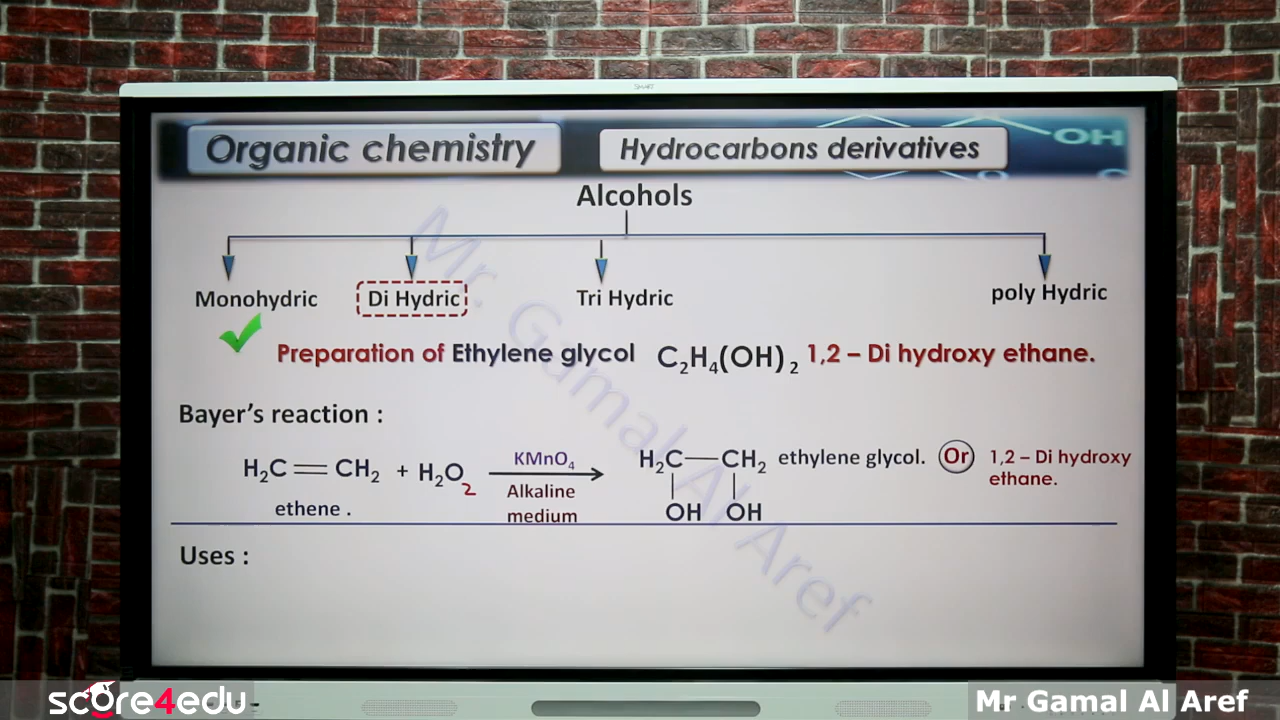 SMART
Organic chemistry
Hydrocarbons derivatives
OH
Alcohols
Monohydric
Di Hydric
Tri Hydric
poly Hydric
Preparation of Ethylene glycol C₂H₄(OH)₂ 1,2 – Di hydroxy ethane.
Bayer's reaction :
H₂C=CH₂ + H₂O₂
KMnO₄
Alkaline
medium
ethene .
H₂C—CH₂ ethylene glycol. Or 1,2 – Di hydroxy
ethane.
OH OH
Uses :
Mr. Gamal Al Aref
score4edu
Mr Gamal Al Aref